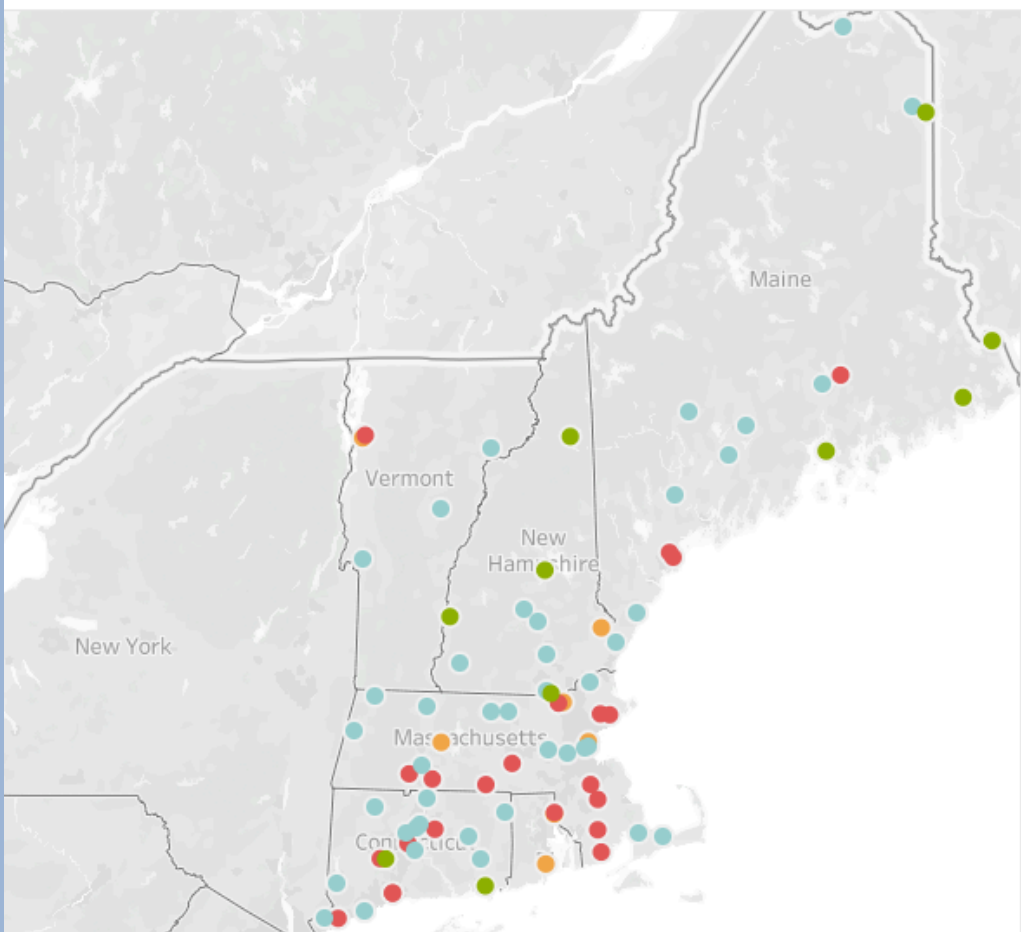 Maine
Vermont
New
Hampshire
New York
Massachusetts
Connecticut